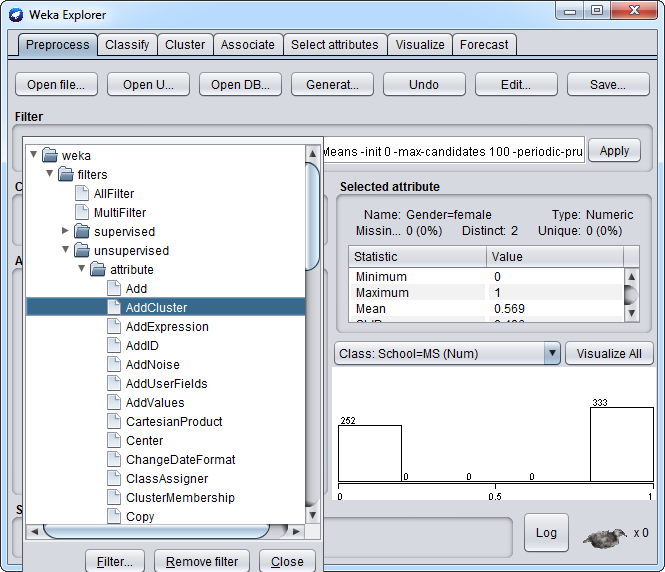 Weka Explorer
Preprocess Classify Cluster Associate Select attributes Visualize Forecast
Open file... Open U... Open DB... Generat... Undo Edit... Save...
Filter
Means -init 0 -max-candidates 100 -periodic-pru Apply
weka
filters
AllFilter
MultiFilter
supervised
unsupervised
attribute
Add
AddCluster
AddExpression
AddID
AddNoise
AddUserFields
AddValues
CartesianProduct
Center
ChangeDateFormat
ClassAssigner
ClusterMembership
Copy
Filter... Remove filter Close
C
A
S
Selected attribute
Name: Gender=female Type: Numeric
Missin... 0 (0%) Distinct: 2 Unique: 0 (0%)
Statistic Value
Minimum 0
Maximum 1
Mean 0.569
Class: School=MS (Num) Visualize All
252 0 0 0 333
0 0.5 1
Log x 0